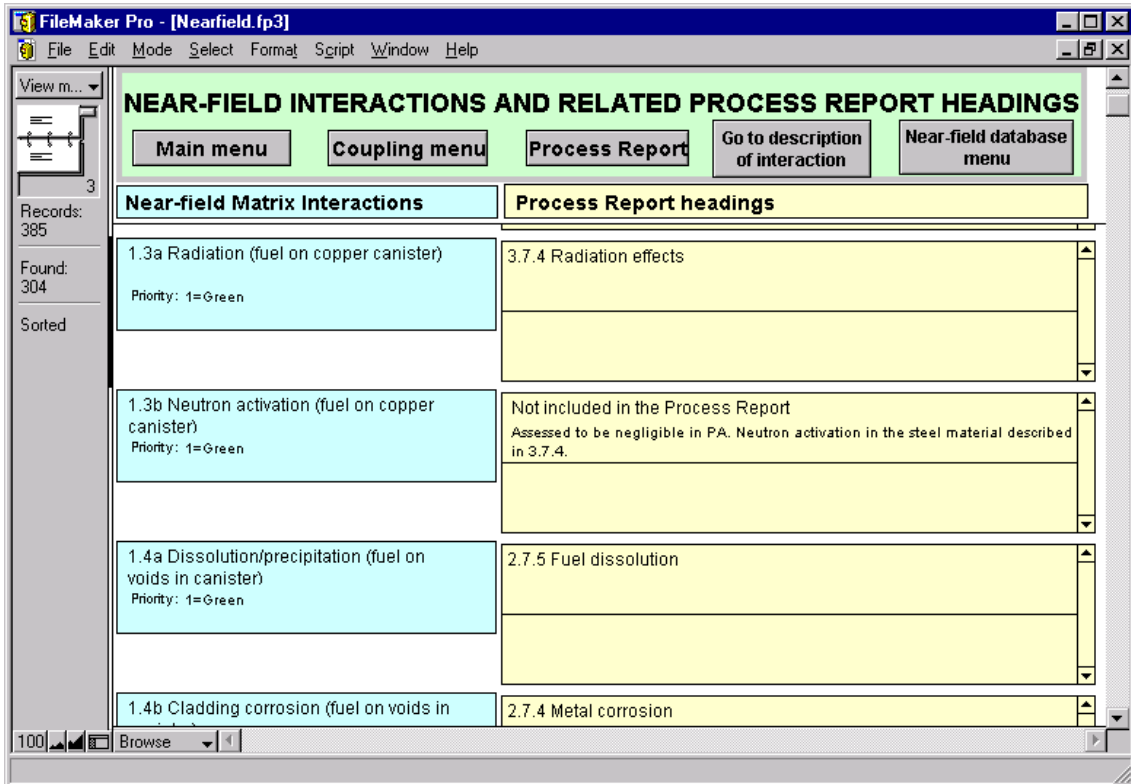 FileMaker Pro - [Nearfield.fp3]
File Edit Mode Select Format Script Window Help
View m...
3
Records:
385
Found:
304
Sorted
NEAR-FIELD INTERACTIONS AND RELATED PROCESS REPORT HEADINGS
Main menu
Coupling menu
Process Report
Go to description
of interaction
Near-field database
menu
Near-field Matrix Interactions
Process Report headings
1.3a Radiation (fuel on copper canister)
Priority: 1=Green
3.7.4 Radiation effects
1.3b Neutron activation (fuel on copper
canister)
Priority: 1=Green
Not included in the Process Report
Assessed to be negligible in PA. Neutron activation in the steel material described
in 3.7.4.
1.4a Dissolution/precipitation (fuel on
voids in canister)
Priority: 1=Green
2.7.5 Fuel dissolution
1.4b Cladding corrosion (fuel on voids in
2.7.4 Metal corrosion
100 Browse